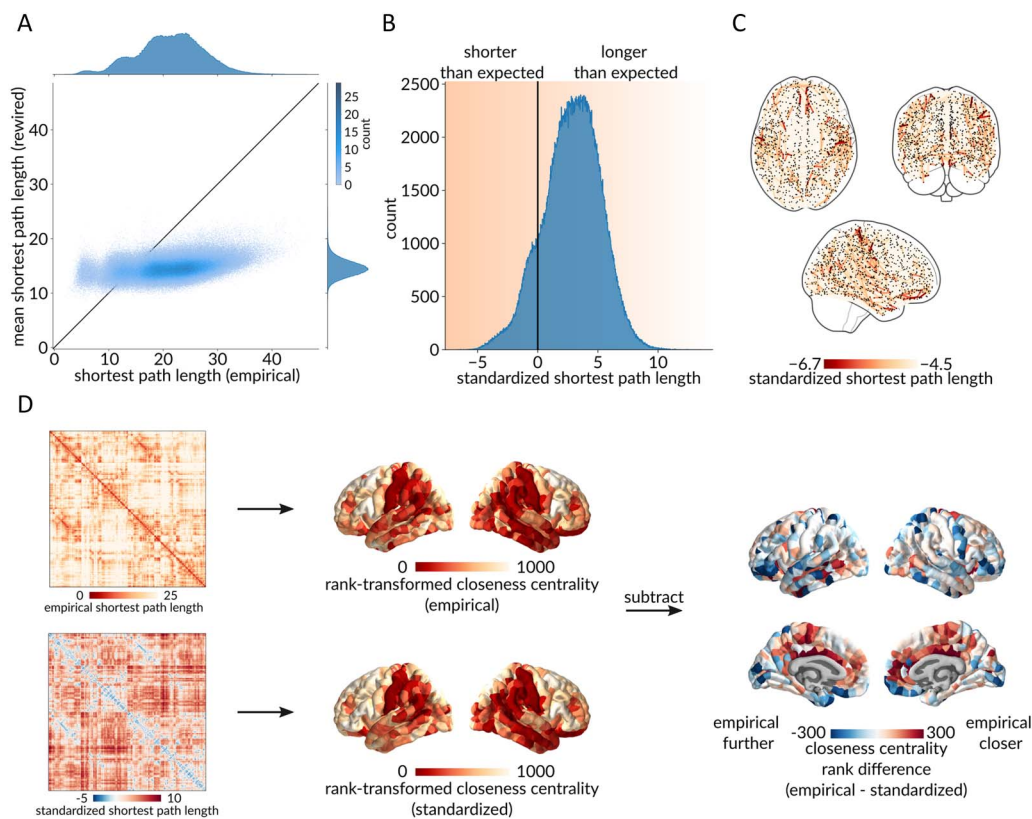 A
mean shortest path length (rewired)
40
30
20
10
0
0 10 20 30 40
shortest path length (empirical)
25
20
15
10
5
0
count
B
shorter
than expected
longer
than expected
count
2500
2000
1500
1000
500
0
−5 0 5 10
standardized shortest path length
C
−6.7 −4.5
standardized shortest path length
D
0 25
empirical shortest path length
0 1000
rank-transformed closeness centrality
(empirical)
subtract
-5 10
standardized shortest path length
0 1000
rank-transformed closeness centrality
(standardized)
empirical
further
-300 300
closeness centrality
rank difference
(empirical - standardized)
empirical
closer